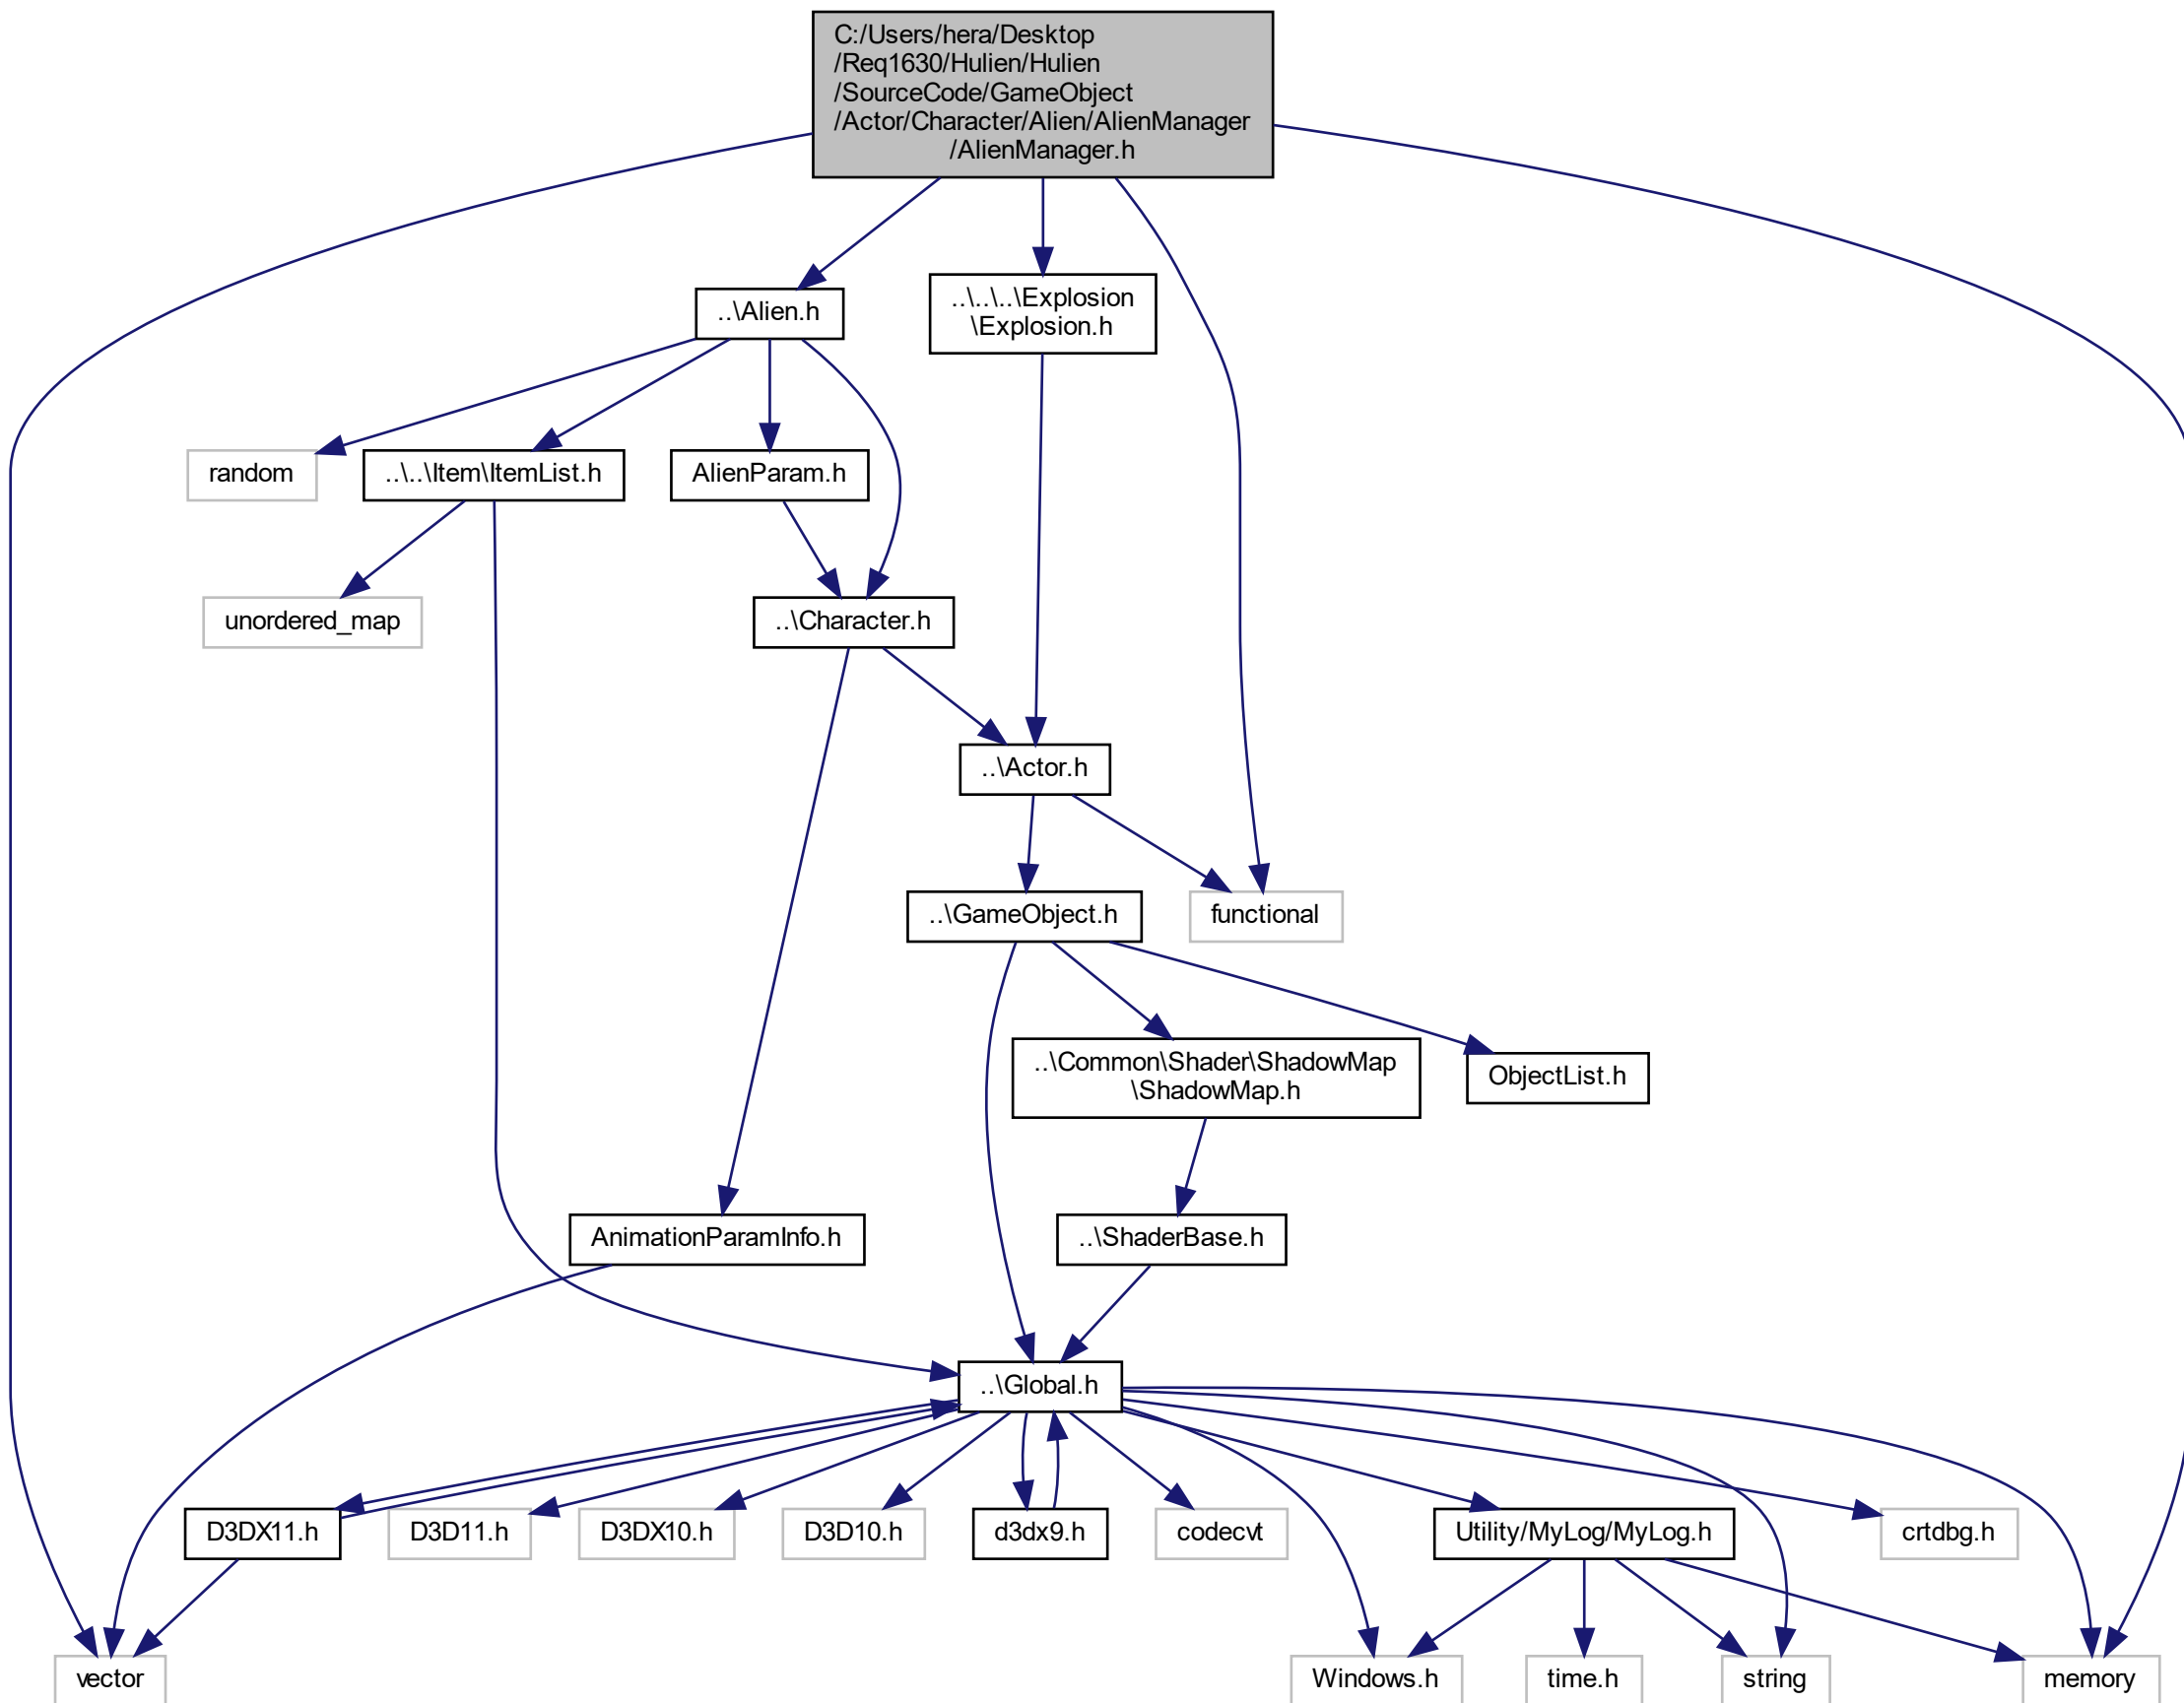 C:/Users/hera/Desktop
/Req1630/Hulien/Hulien
/SourceCode/GameObject
/Actor/Character/Alien/AlienManager
/AlienManager.h
..\Alien.h
..\..\..\Explosion
\Explosion.h
random
..\..\Item\ItemList.h
AlienParam.h
unordered_map
..\Character.h
..\Actor.h
..\GameObject.h
functional
..\Common\Shader\ShadowMap
\ShadowMap.h
ObjectList.h
AnimationParamInfo.h
..\ShaderBase.h
..\Global.h
D3DX11.h
D3D11.h
D3DX10.h
D3D10.h
d3dx9.h
codecvt
Utility/MyLog/MyLog.h
crtdbg.h
vector
Windows.h
time.h
string
memory